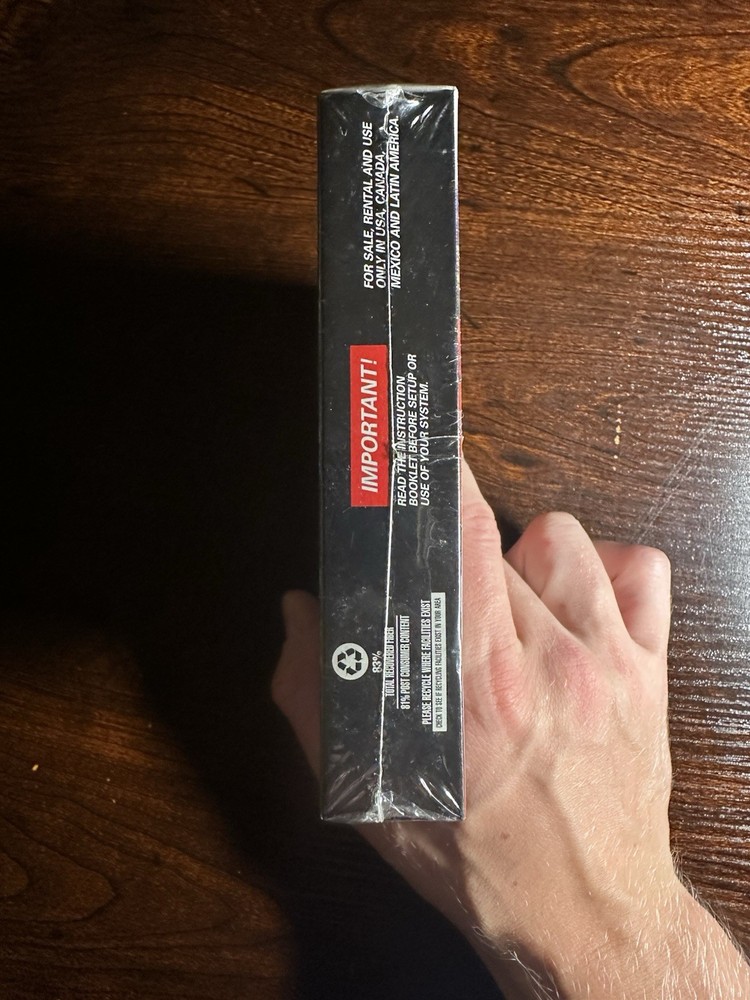 83%
TOTAL RECOVERED FIBER
81% POST CONSUMER CONTENT
PLEASE RECYCLE WHERE FACILITIES EXIST
CHECK TO SEE IF RECYCLING FACILITIES EXIST IN YOUR AREA
IMPORTANT!
READ THE INSTRUCTION
BOOKLET BEFORE SETUP OR
USE OF YOUR SYSTEM.
FOR SALE, RENTAL AND USE
ONLY IN USA, CANADA,
MEXICO AND LATIN AMERICA.